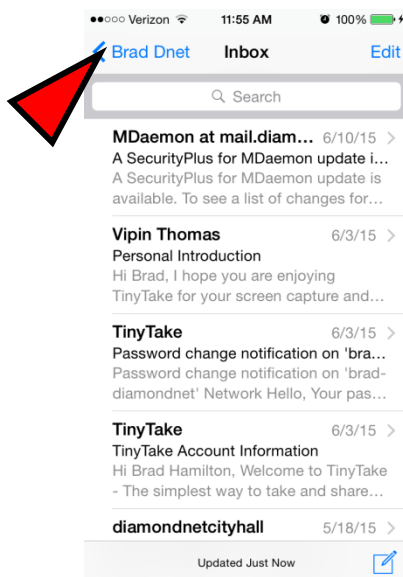 Verizon 11:55 AM 100%
Brad Dnet Inbox Edit
Search
MDaemon at mail.diam... 6/10/15
A SecurityPlus for MDaemon update i...
A SecurityPlus for MDaemon update is
available. To see a list of changes for...
Vipin Thomas 6/3/15
Personal Introduction
Hi Brad, I hope you are enjoying
TinyTake for your screen capture and...
TinyTake 6/3/15
Password change notification on 'bra...
Password change notification on 'brad-
diamondnet' Network Hello, Your pas...
TinyTake 6/3/15
TinyTake Account Information
Hi Brad Hamilton, Welcome to TinyTake
- The simplest way to take and share...
diamondnetcityhall 5/18/15
Updated Just Now